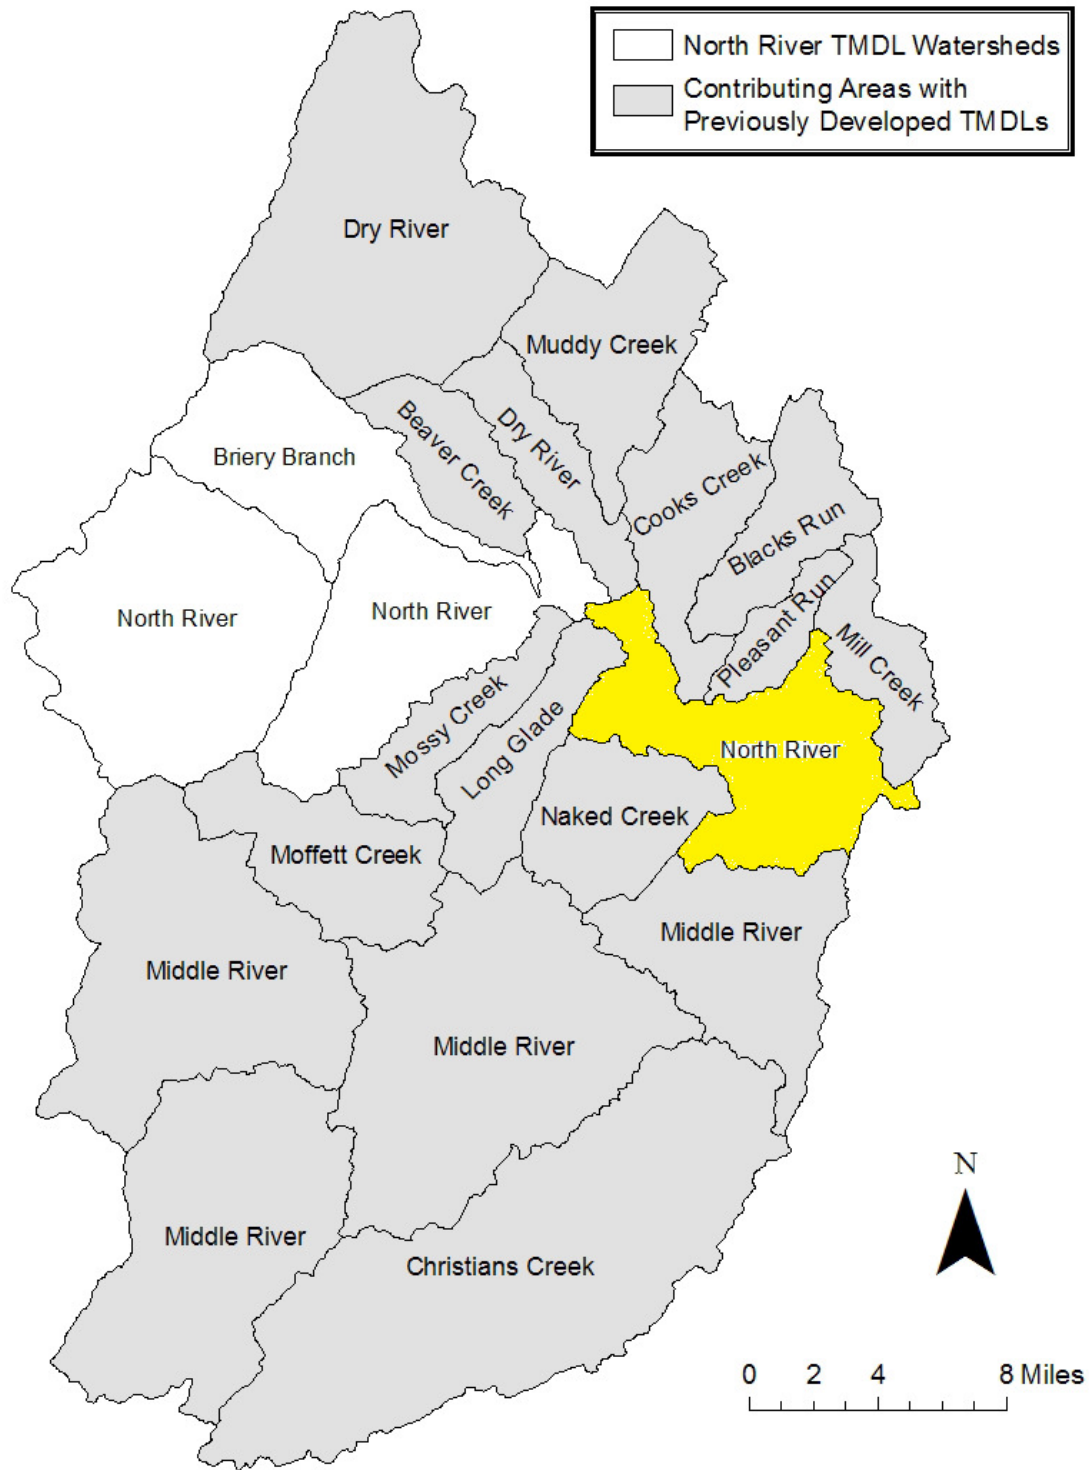 North River TMDL Watersheds
Contributing Areas with
Previously Developed TMDLs
Dry River
Muddy Creek
Beaver Creek
Dry River
Briery Branch
Cooks Creek
Blacks Run
North River
North River
Pleasant Run
Mill Creek
Mossy Creek
Long Glade
North River
Naked Creek
Moffett Creek
Middle River
Middle River
Middle River
Middle River
Christians Creek
N
0 2 4 8 Miles